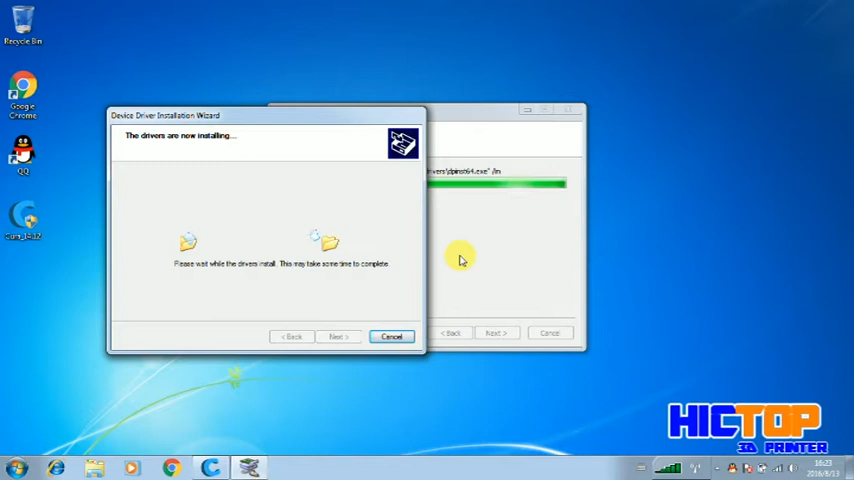 Recycle Bin
Google
Chrome
QQ
Device Driver Installation Wizard
The drivers are now installing...
Please wait while the drivers install. This may take some time to complete.
< Back
Next >
Cancel
ivers\dpinst64.exe" /lm
< Back
Next >
Cancel
HICTOP
3D PRINTER
16:23
2016/8/13